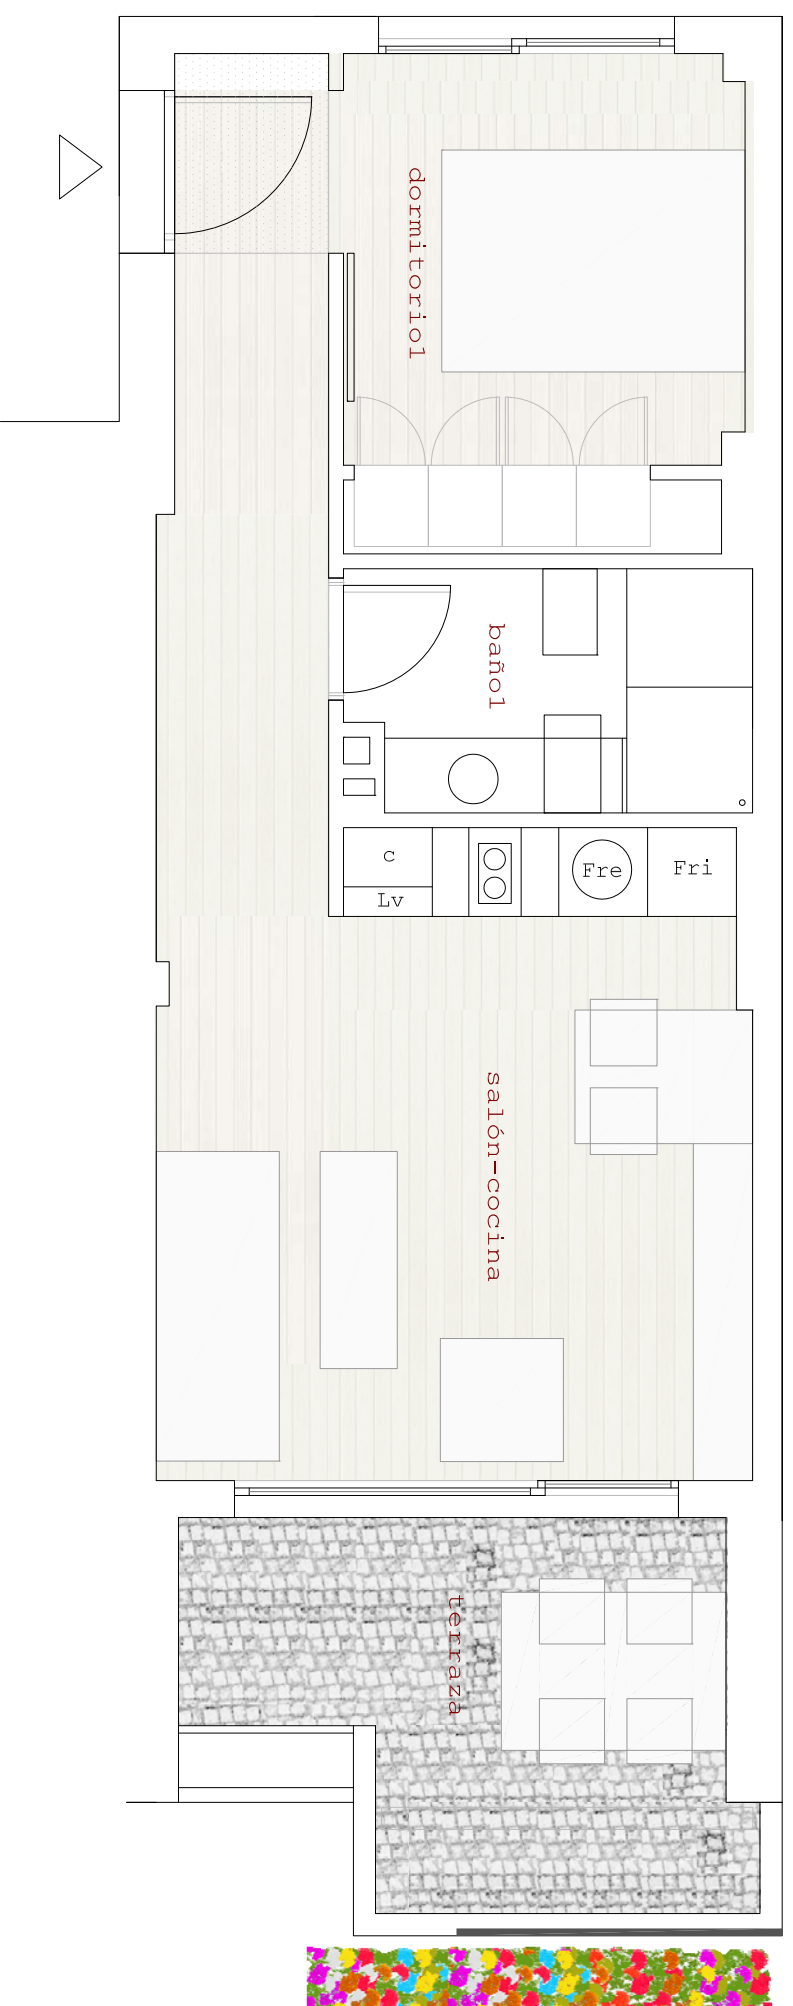 dormitorio1
baño1
c
Lv
Fre
Fri
salón-cocina
terraza